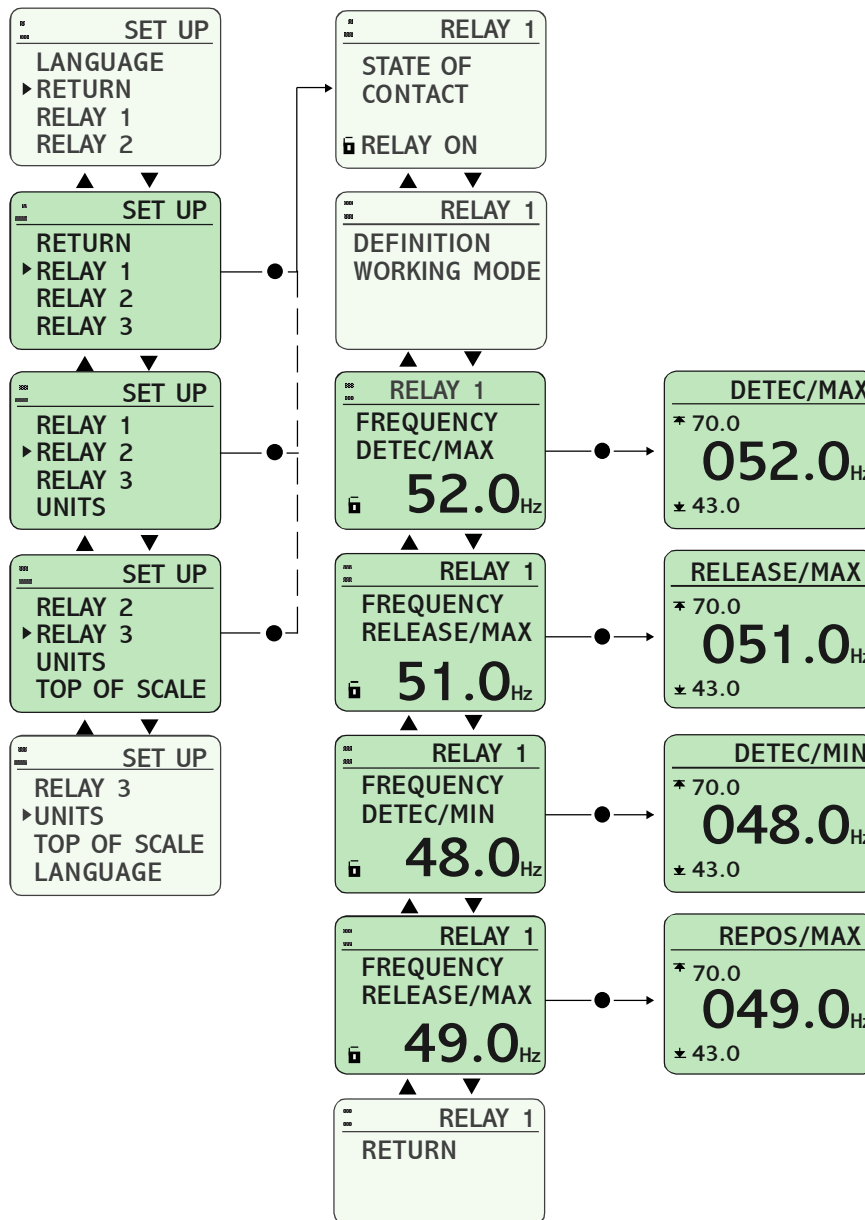 SET UP
LANGUAGE
RETURN
RELAY 1
RELAY 2
SET UP
RETURN
RELAY 1
RELAY 2
RELAY 3
SET UP
RELAY 1
RELAY 2
RELAY 3
UNITS
SET UP
RELAY 2
RELAY 3
UNITS
TOP OF SCALE
SET UP
RELAY 3
UNITS
TOP OF SCALE
LANGUAGE
RELAY 1
STATE OF
CONTACT
RELAY ON
RELAY 1
DEFINITION
WORKING MODE
RELAY 1
FREQUENCY
DETEC/MAX
52.0Hz
RELAY 1
FREQUENCY
RELEASE/MAX
51.0Hz
RELAY 1
FREQUENCY
DETEC/MIN
48.0Hz
RELAY 1
FREQUENCY
RELEASE/MAX
49.0Hz
RELAY 1
RETURN
DETEC/MAX
70.0
052.0Hz
43.0
RELEASE/MAX
70.0
051.0Hz
43.0
DETEC/MIN
70.0
048.0Hz
43.0
REPOS/MAX
70.0
049.0Hz
43.0